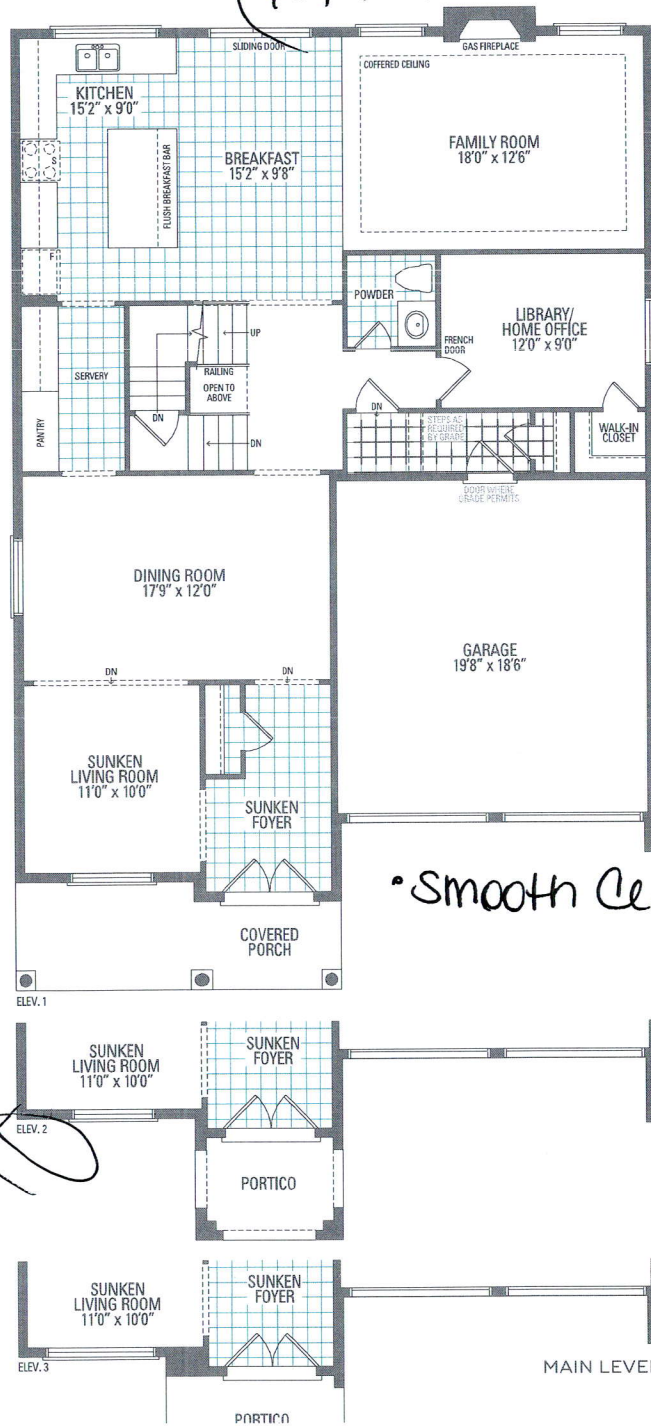 SLIDING DOOR
GAS FIREPLACE
COFFERED CEILING
KITCHEN
15'2" x 9'0"
FAMILY ROOM
18'0" x 12'6"
S
FLUSH BREAKFAST BAR
BREAKFAST
15'2" x 9'8"
F
POWDER
LIBRARY/
HOME OFFICE
12'0" x 9'0"
FRENCH
DOOR
UP
SERVERY
RAILING
OPEN TO
ABOVE
PANTRY
DN
DN
DN
STEPS AS
REQUIRED
BY GRADE
WALK-IN
CLOSET
DOOR WHERE
GRADE PERMITS
DINING ROOM
17'9" x 12'0"
GARAGE
19'8" x 18'6"
DN
DN
SUNKEN
LIVING ROOM
11'0" x 10'0"
SUNKEN
FOYER
•Smooth Ce
COVERED
PORCH
ELEV. 1
SUNKEN
LIVING ROOM
11'0" x 10'0"
SUNKEN
FOYER
ELEV. 2
PORTICO
SUNKEN
LIVING ROOM
11'0" x 10'0"
SUNKEN
FOYER
ELEV. 3
MAIN LEVEL
PORTICO